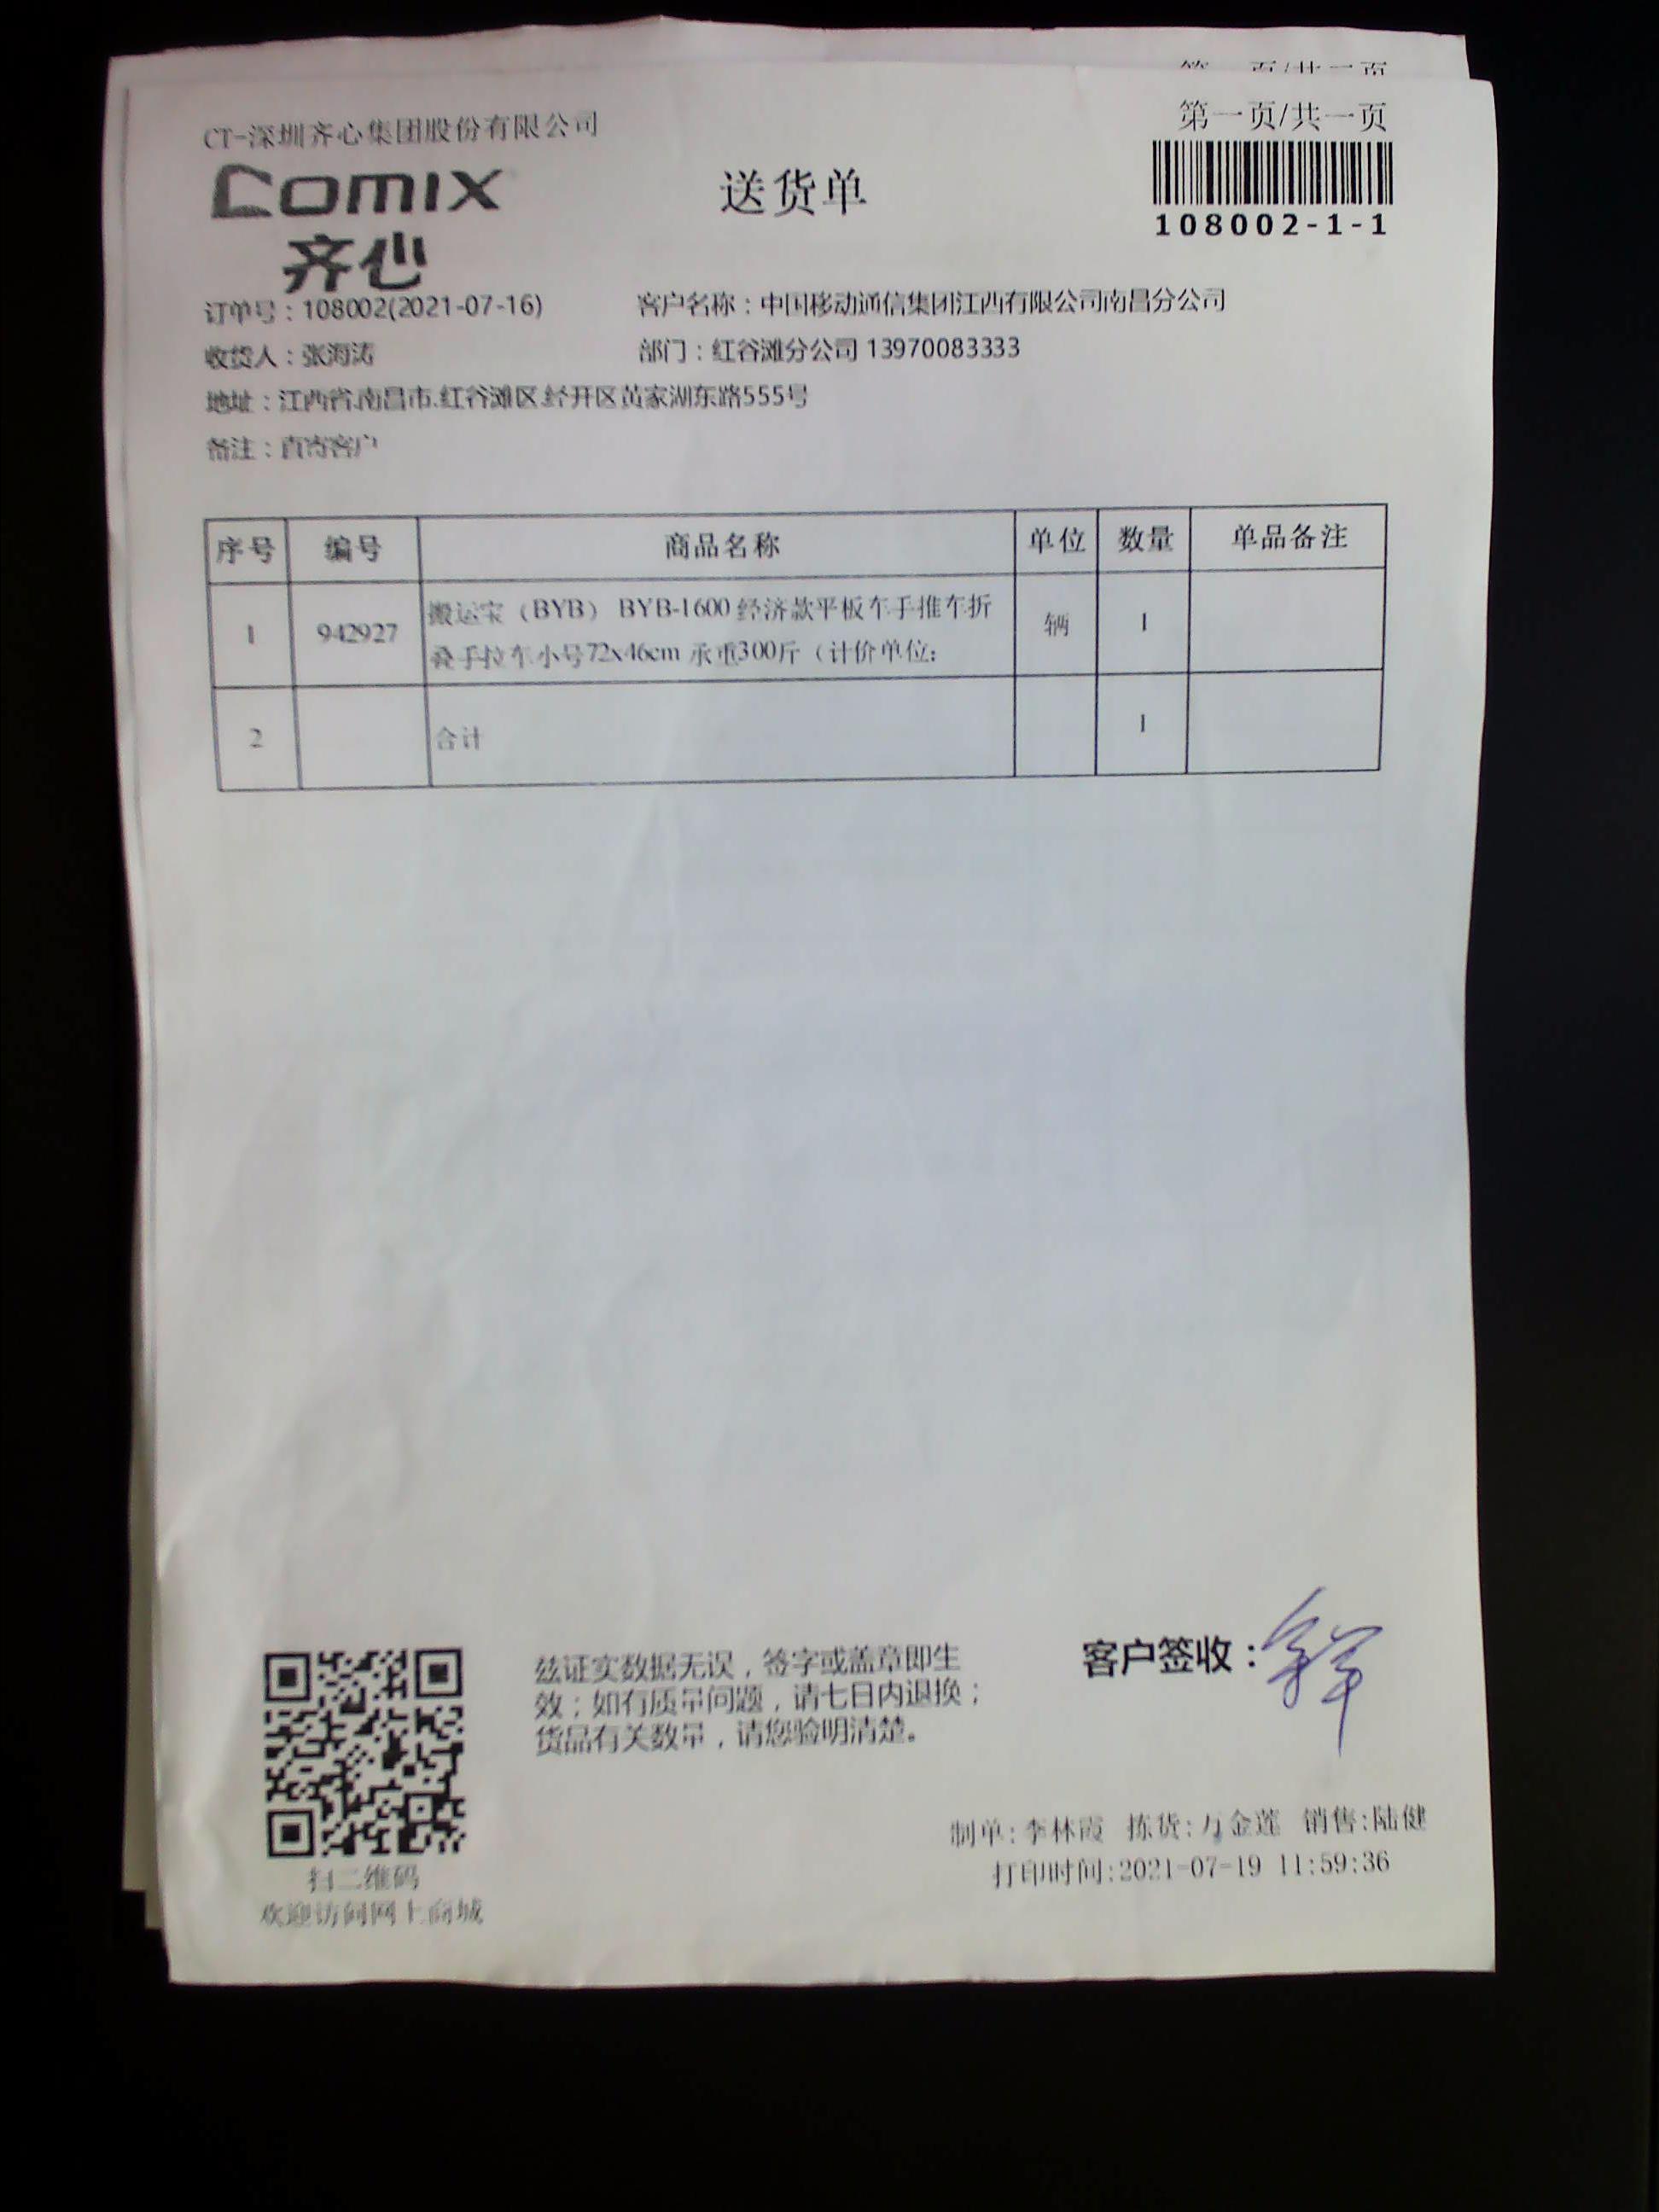 第一页/共一页
CT-深圳齐心集团股份有限公司
COMIX
齐心
送货单
108002-1-1
订单号：108002(2021-07-16) 客户名称：中国移动通信集团江西有限公司南昌分公司
收货人：张海涛 部门：红谷滩分公司 13970083333
地址：江西省.南昌市.红谷滩区.经开区黄家湖东路555号
备注：直寄客户
序号 编号 商品名称 单位 数量 单品备注
1 942927 搬运宝（BYB） BYB-1600 经济款平板车手推车折 辆 1
叠手拉车小号72x46cm 承重300斤（计价单位:
2 合计 1
兹证实数据无误，签字或盖章即生
效；如有质量问题，请七日内退换；
货品有关数量，请您验明清楚。
客户签收：
制单:李林霞 拣货:万金莲 销售:陆健
打印时间:2021-07-19 11:59:36
扫二维码
欢迎访问网上商城